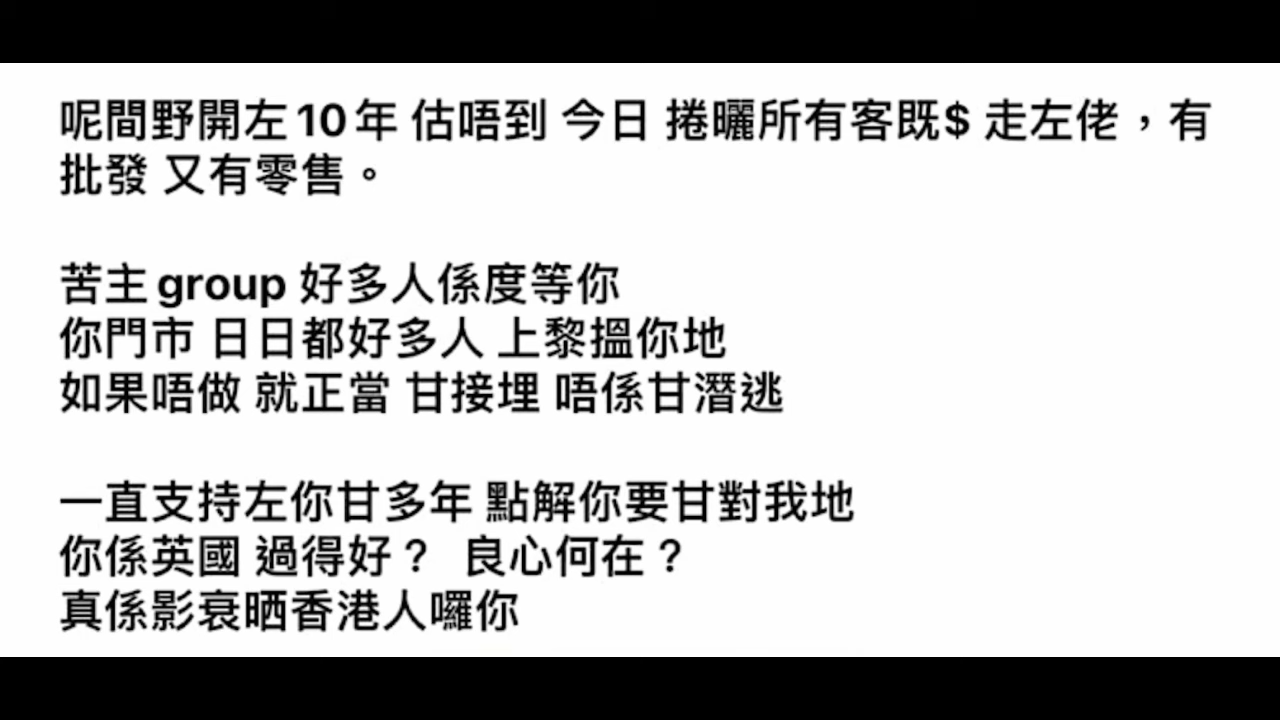 呢間野開左10年 估唔到 今日 捲曬所有客既$ 走左佬，有
批發 又有零售。
苦主group 好多人係度等你
你門市 日日都好多人 上黎搵你地
如果唔做 就正當 甘接埋 唔係甘潛逃
一直支持左你甘多年 點解你要甘對我地
你係英國 過得好？ 良心何在？
真係影衰晒香港人囉你